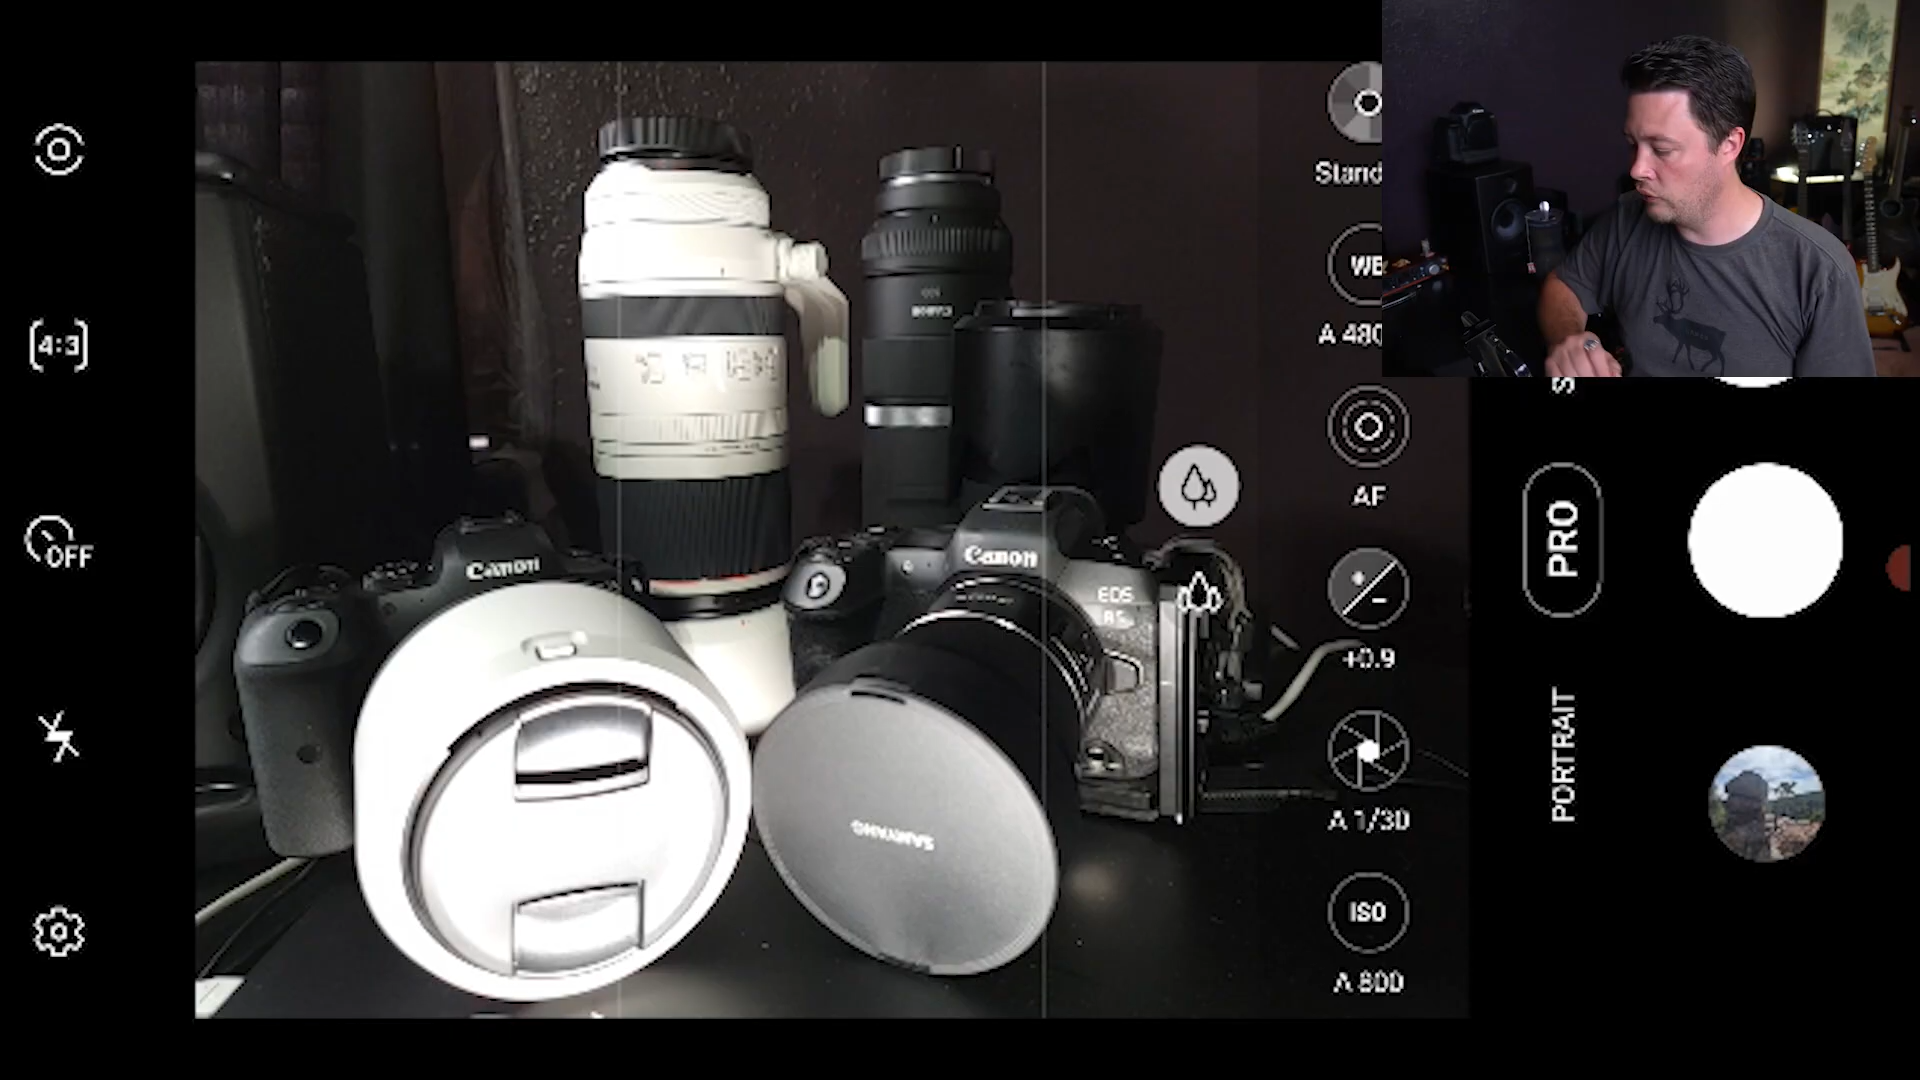 4:3
OFF
Stand
WB
A 480
AF
+0.9
A 1/30
ISO
A 800
PRO
PORTRAIT
Canon
Canon
EOS
R5
CANON
SAMYANG